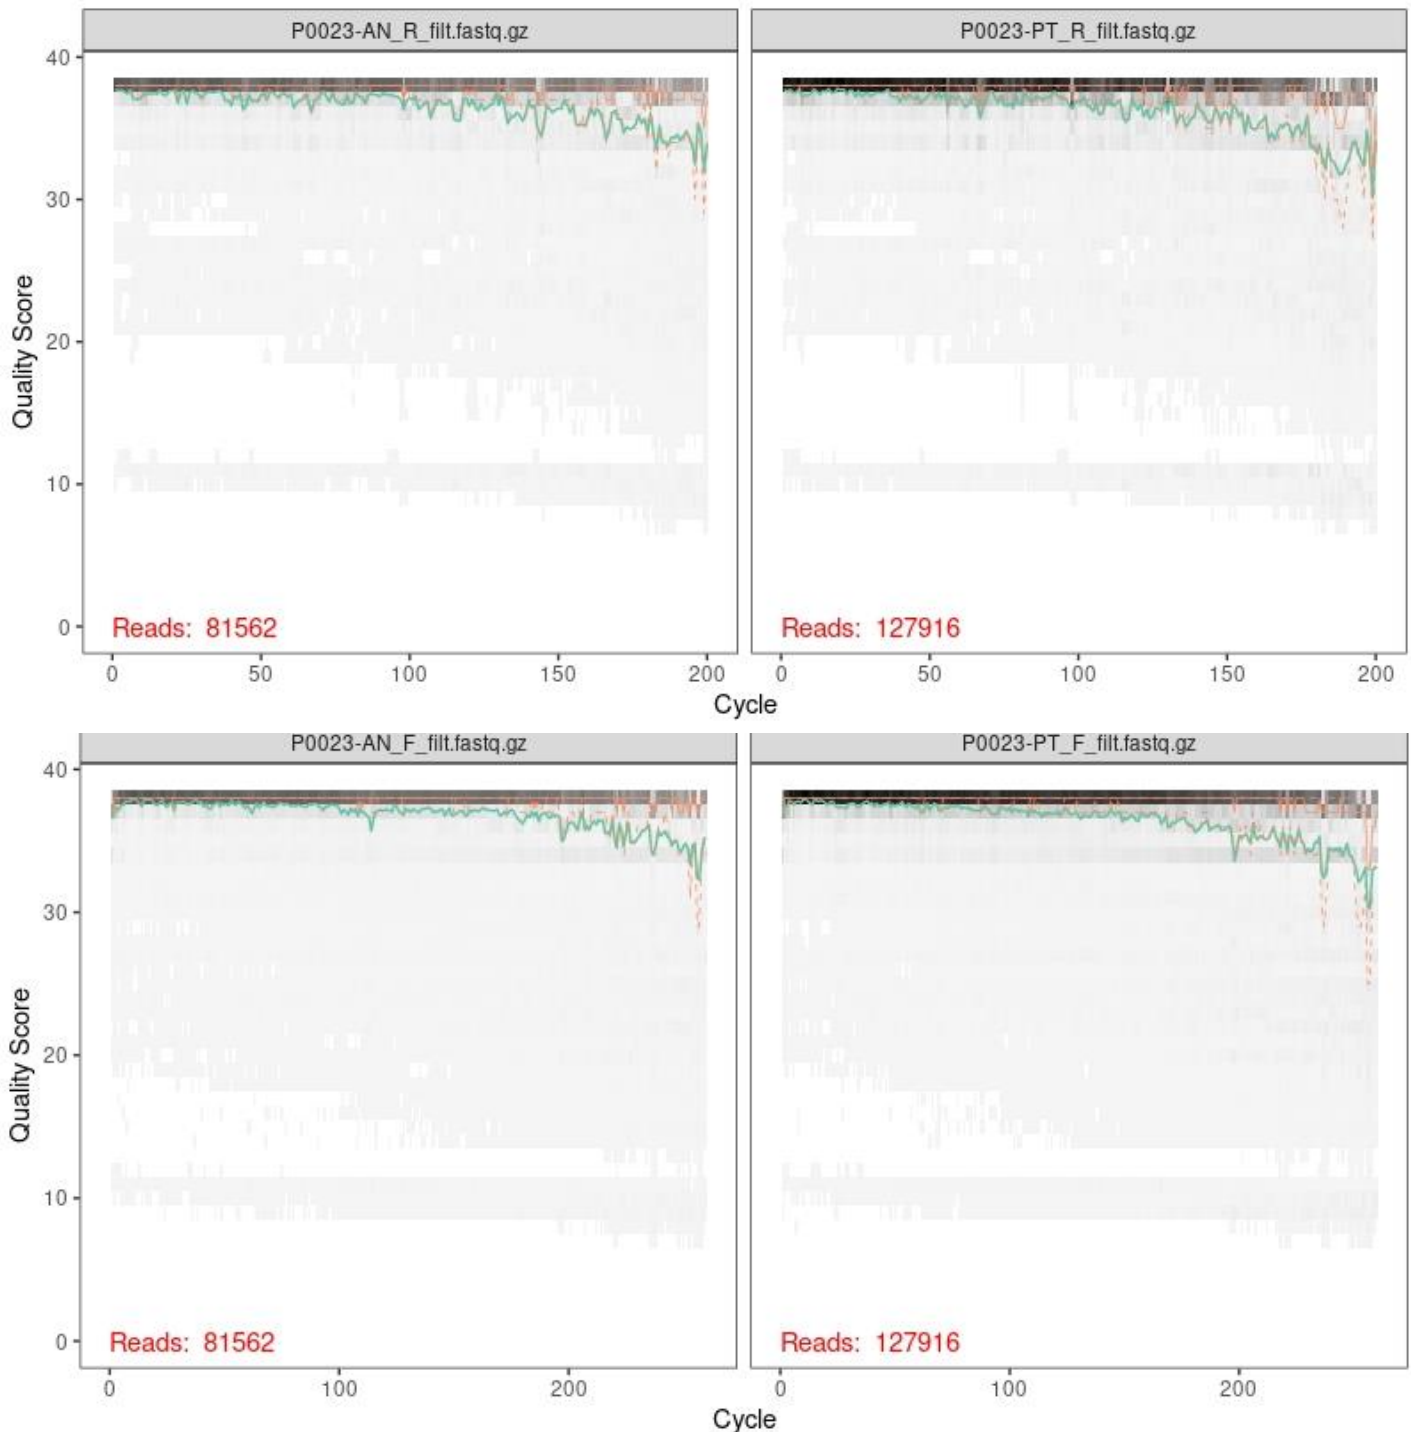 P0023-AN_R_filt.fastq.gz
P0023-PT_R_filt.fastq.gz
40
30
20
10
0
Quality Score
Reads: 81562
Reads: 127916
0 50 100 150 200
0 50 100 150 200
Cycle
P0023-AN_F_filt.fastq.gz
P0023-PT_F_filt.fastq.gz
40
30
20
10
0
Quality Score
Reads: 81562
Reads: 127916
0 100 200
0 100 200
Cycle